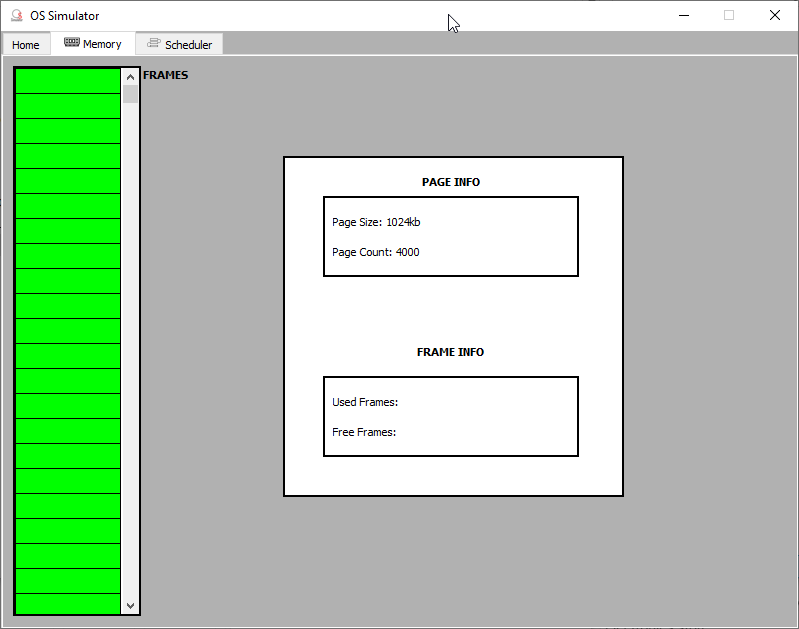 OS Simulator
Home Memory Scheduler
FRAMES
PAGE INFO
Page Size: 1024kb
Page Count: 4000
FRAME INFO
Used Frames:
Free Frames: